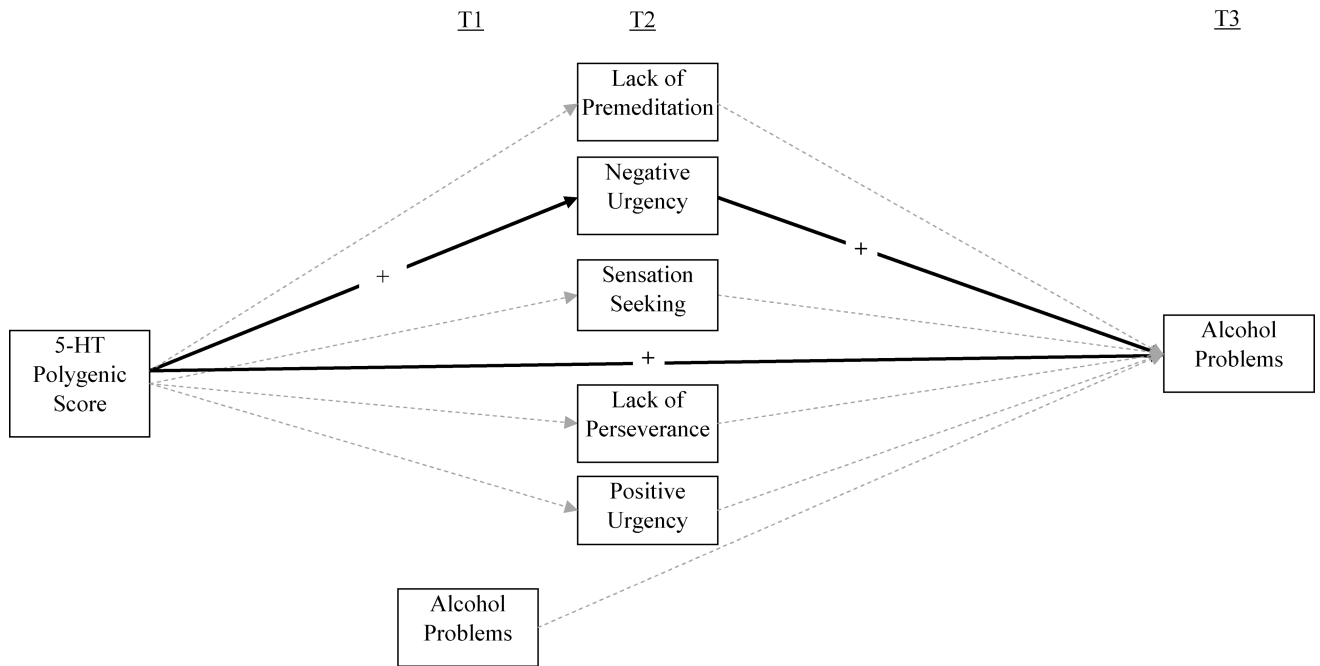 T1
T2
T3
Lack of
Premeditation
Negative
Urgency
+
+
Sensation
Seeking
5-HT
Polygenic
Score
+
Alcohol
Problems
Lack of
Perseverance
Positive
Urgency
Alcohol
Problems